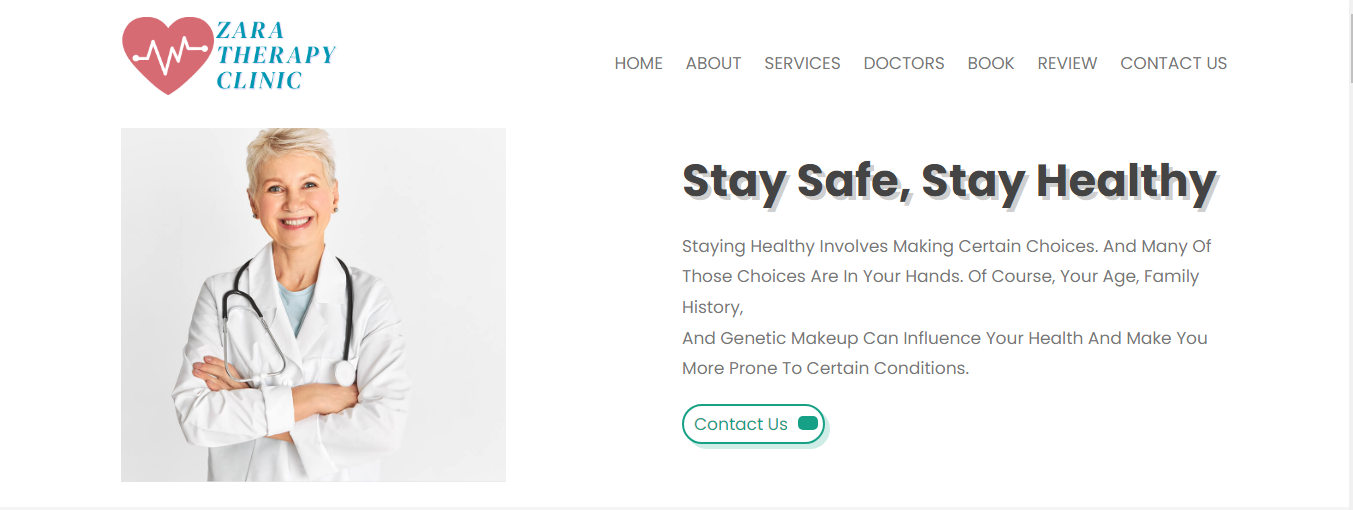 ZARA
THERAPY
CLINIC
HOME ABOUT SERVICES DOCTORS BOOK REVIEW CONTACT US
Stay Safe, Stay Healthy
Staying Healthy Involves Making Certain Choices. And Many Of
Those Choices Are In Your Hands. Of Course, Your Age, Family
History,
And Genetic Makeup Can Influence Your Health And Make You
More Prone To Certain Conditions.
Contact Us